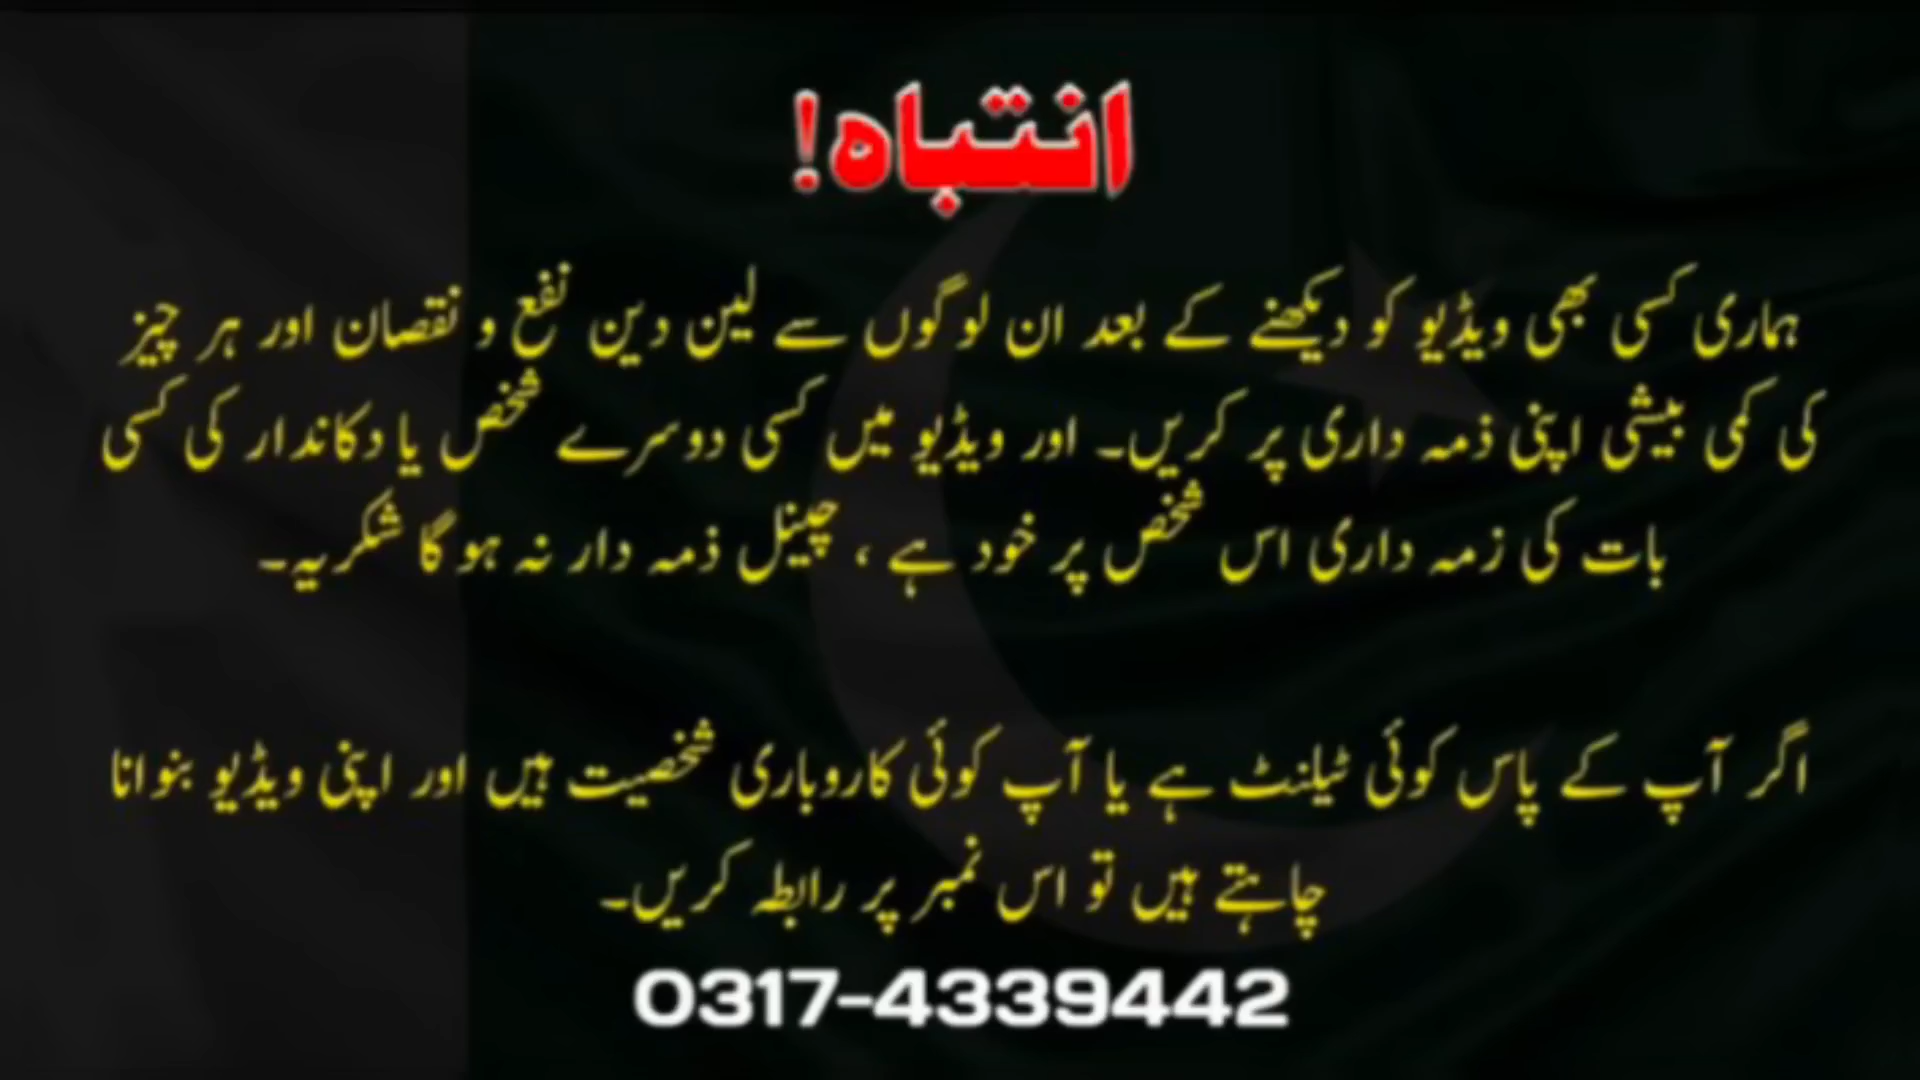 انتباہ!
ہماری کسی بھی ویڈیو کو دیکھنے کے بعد ان لوگوں سے لین دین نفع و نقصان اور ہر چیز
کی کمی بیشی اپنی ذمہ داری پر کریں۔ اور ویڈیو میں کسی دوسرے شخص یا دکاندار کی کسی
بات کی زمہ داری اس شخص پر خود ہے ، چینل ذمہ دار نہ ہو گا شکریہ۔
اگر آپ کے پاس کوئی ٹیلنٹ ہے یا آپ کوئی کاروباری شخصیت ہیں اور اپنی ویڈیو بنوانا
چاہتے ہیں تو اس نمبر پر رابطہ کریں۔
0317-4339442